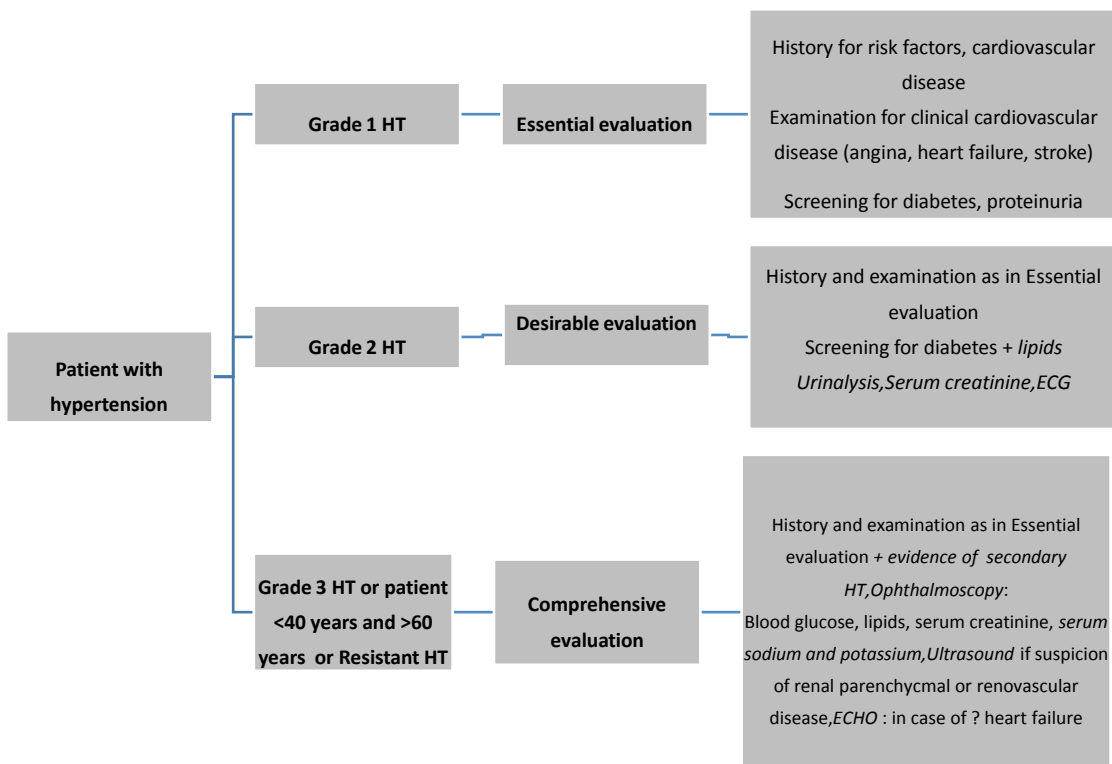 Patient with
hypertension
Grade 1 HT
Essential evaluation
History for risk factors, cardiovascular
disease
Examination for clinical cardiovascular
disease (angina, heart failure, stroke)
Screening for diabetes, proteinuria
Grade 2 HT
Desirable evaluation
History and examination as in Essential
evaluation
Screening for diabetes + lipids
Urinalysis,Serum creatinine,ECG
Grade 3 HT or patient
<40 years and >60
years or Resistant HT
Comprehensive
evaluation
History and examination as in Essential
evaluation + evidence of secondary
HT,Ophthalmoscopy:
Blood glucose, lipids, serum creatinine, serum
sodium and potassium,Ultrasound if suspicion
of renal parenchycmal or renovascular
disease,ECHO : in case of ? heart failure